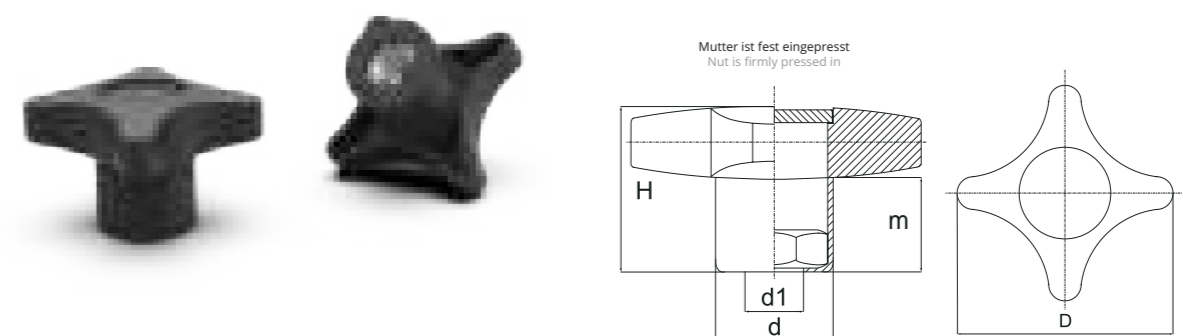 Mutter ist fest eingepresst
Nut is firmly pressed in
H
m
d1
d
D